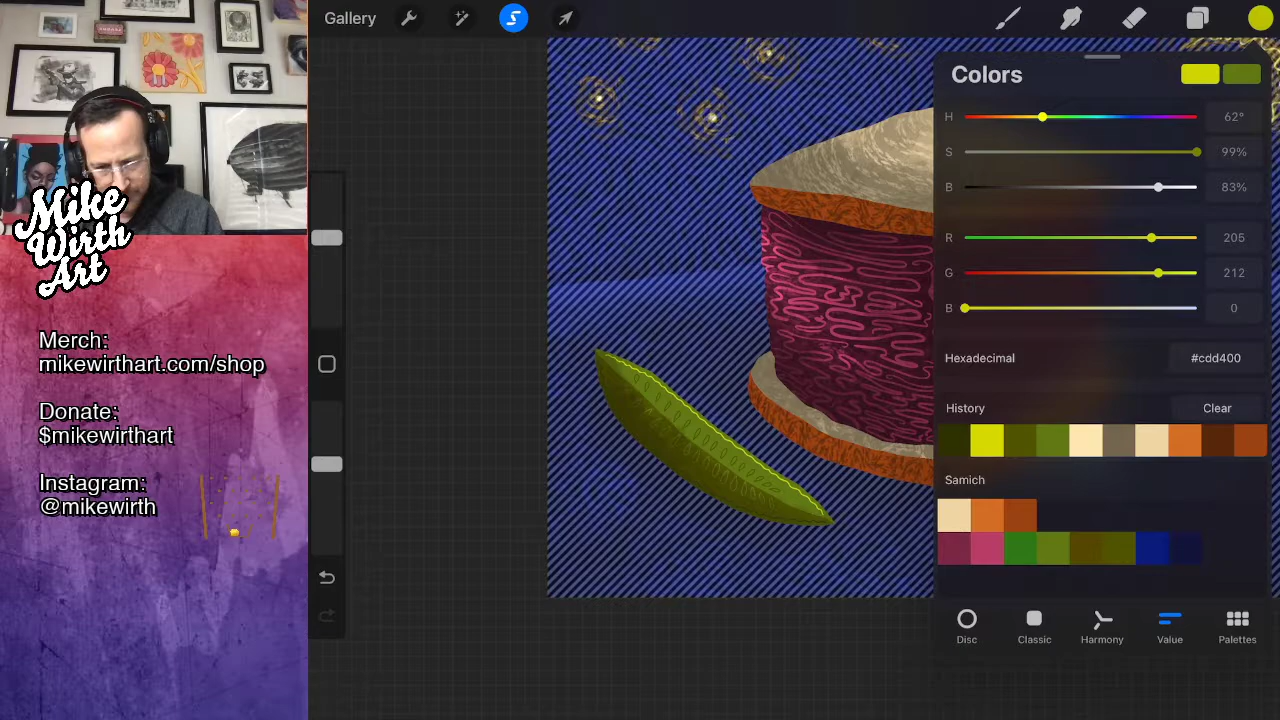 Gallery
Colors
H
62°
S
99%
B
83%
R
205
G
212
B
0
Hexadecimal
#cdd400
History
Clear
Samich
Disc
Classic
Harmony
Value
Palettes
Mike
Wirth
Art
Merch:
mikewirthart.com/shop
Donate:
$mikewirthart
Instagram:
@mikewirth